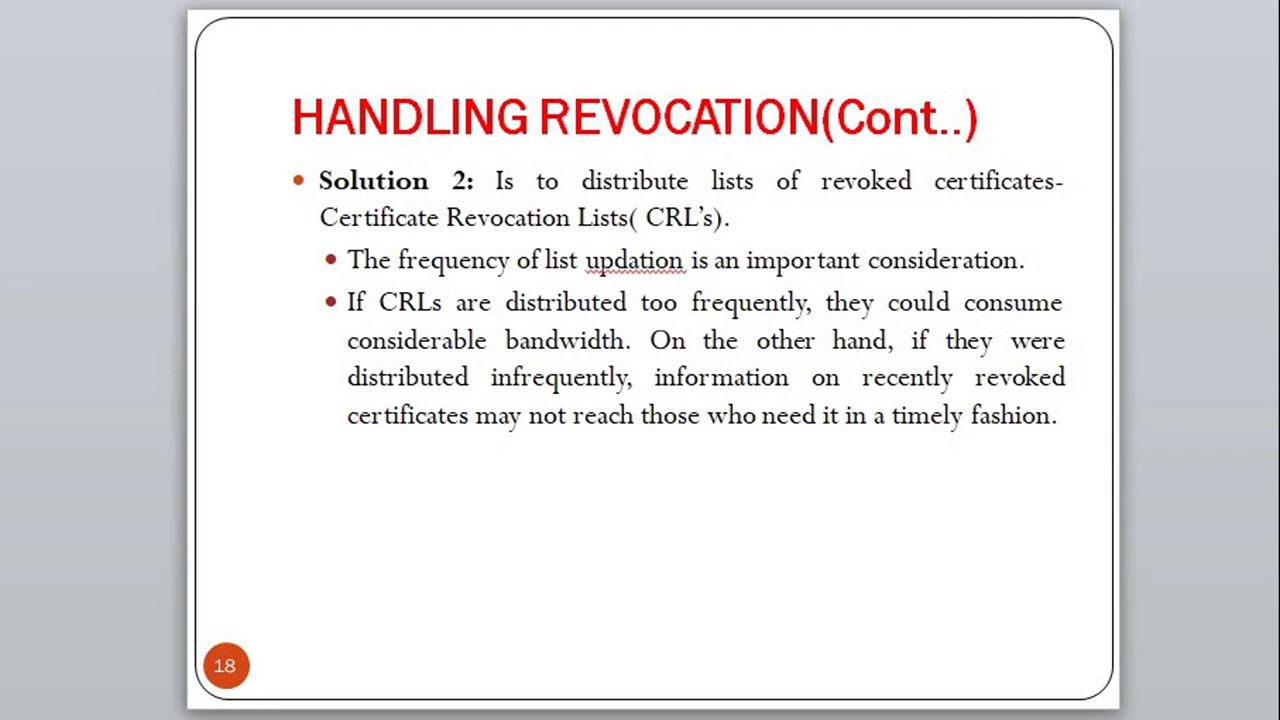 HANDLING REVOCATION(Cont..)
• Solution 2: Is to distribute lists of revoked certificates-
Certificate Revocation Lists( CRL’s).
• The frequency of list updation is an important consideration.
• If CRLs are distributed too frequently, they could consume
considerable bandwidth. On the other hand, if they were
distributed infrequently, information on recently revoked
certificates may not reach those who need it in a timely fashion.
18